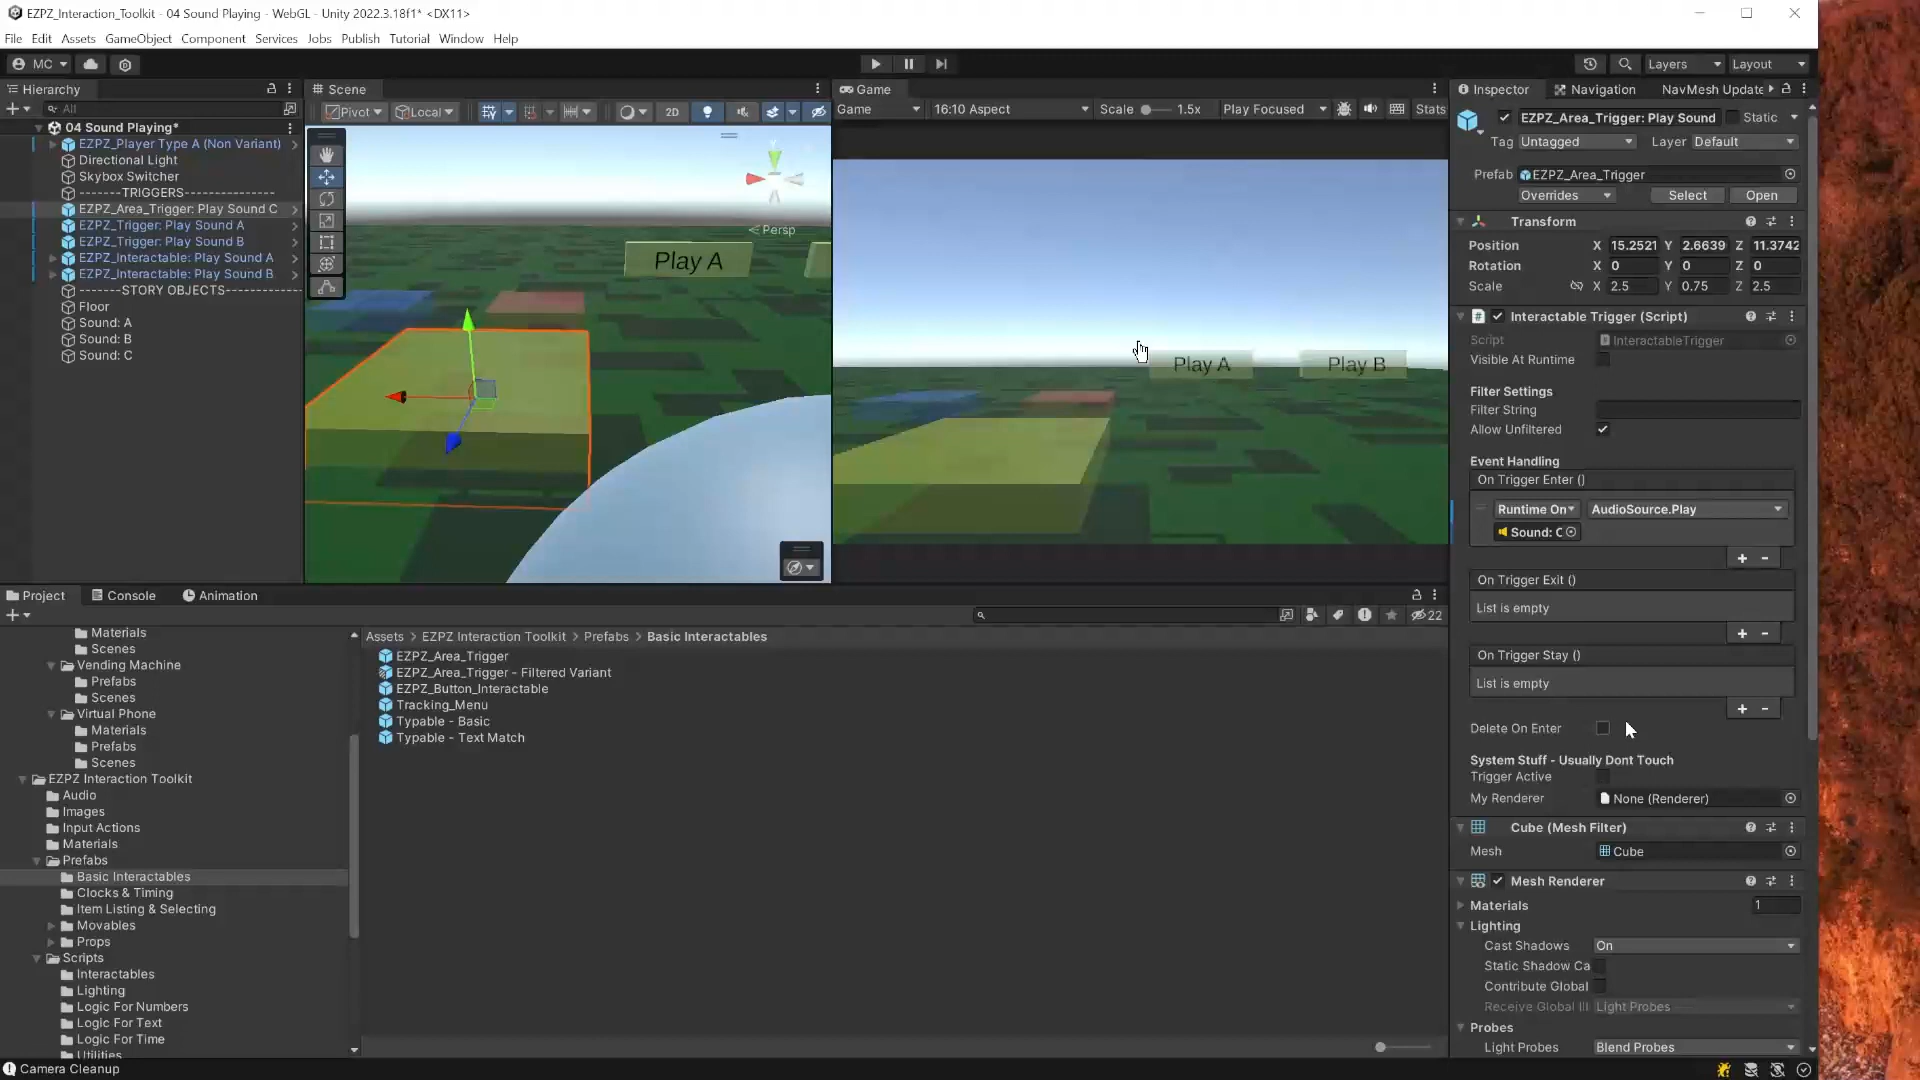 EZPZ_Interaction_Toolkit - 04 Sound Playing - WebGL - Unity 2022.3.18f1* <DX11>
File Edit Assets GameObject Component Services Jobs Publish Tutorial Window Help
MC
Layers Layout
Hierarchy
All
04 Sound Playing*
EZPZ_Player Type A (Non Variant)
Directional Light
Skybox Switcher
-------TRIGGERS---------------
EZPZ_Area_Trigger: Play Sound C
EZPZ_Trigger: Play Sound A
EZPZ_Trigger: Play Sound B
EZPZ_Interactable: Play Sound A
EZPZ_Interactable: Play Sound B
-------STORY OBJECTS------------
Floor
Sound: A
Sound: B
Sound: C
Scene
Pivot Local 2D
Persp
Play A
Game
Game 16:10 Aspect Scale 1.5x Play Focused Stats
Play A Play B
Inspector Navigation NavMesh Update
EZPZ_Area_Trigger: Play Sound Static
Tag Untagged Layer Default
Prefab EZPZ_Area_Trigger
Overrides Select Open
Transform
Position X 15.2521 Y 2.6639 Z 11.3742
Rotation X 0 Y 0 Z 0
Scale X 2.5 Y 0.75 Z 2.5
Interactable Trigger (Script)
Script InteractableTrigger
Visible At Runtime
Filter Settings
Filter String
Allow Unfiltered
Event Handling
On Trigger Enter ()
Runtime On AudioSource.Play
Sound: C
On Trigger Exit ()
List is empty
On Trigger Stay ()
List is empty
Delete On Enter
System Stuff - Usually Dont Touch
Trigger Active
My Renderer None (Renderer)
Cube (Mesh Filter)
Mesh Cube
Mesh Renderer
Materials 1
Lighting
Cast Shadows On
Static Shadow Ca
Contribute Global
Receive Global Ill Light Probes
Probes
Light Probes Blend Probes
Project Console Animation
22
Materials
Scenes
Vending Machine
Prefabs
Scenes
Virtual Phone
Materials
Prefabs
Scenes
EZPZ Interaction Toolkit
Audio
Images
Input Actions
Materials
Prefabs
Basic Interactables
Clocks & Timing
Item Listing & Selecting
Movables
Props
Scripts
Interactables
Lighting
Logic For Numbers
Logic For Text
Logic For Time
Utilities
Assets > EZPZ Interaction Toolkit > Prefabs > Basic Interactables
EZPZ_Area_Trigger
EZPZ_Area_Trigger - Filtered Variant
EZPZ_Button_Interactable
Tracking_Menu
Typable - Basic
Typable - Text Match
Camera Cleanup